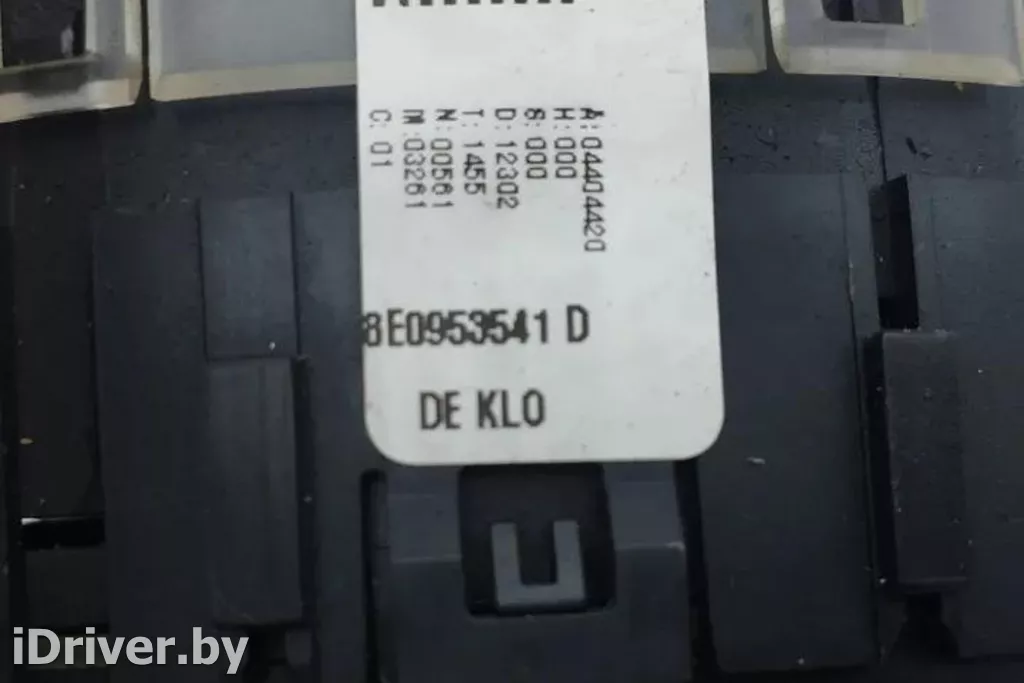 A:04404420
H:000
S:000
D:12302
T:1455
N:00561
M:03261
C:01
8E0953541 D
DE KLO
iDriver.by